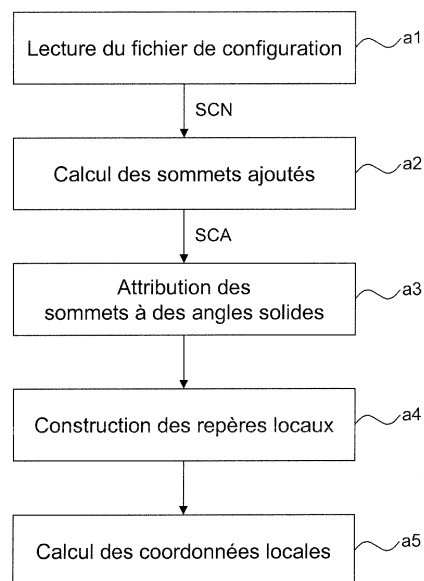 Lecture du fichier de configuration
a1
SCN
Calcul des sommets ajoutés
a2
SCA
Attribution des
sommets à des angles solides
a3
Construction des repères locaux
a4
Calcul des coordonnées locales
a5